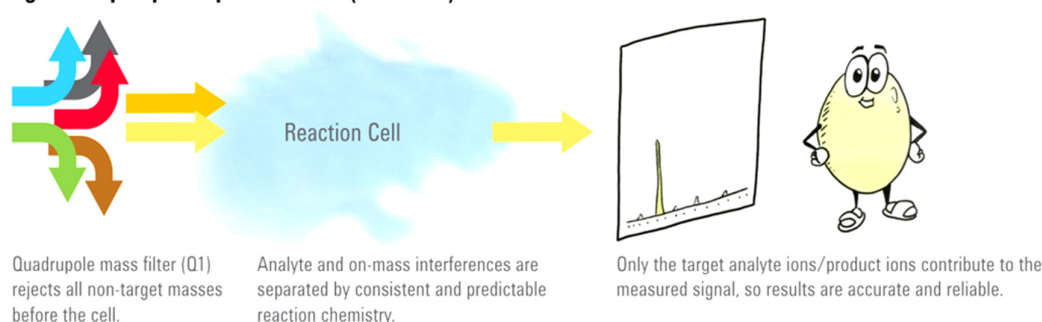 Reaction Cell
Quadrupole mass filter (Q1)
rejects all non-target masses
before the cell.
Analyte and on-mass interferences are
separated by consistent and predictable
reaction chemistry.
Only the target analyte ions/product ions contribute to the
measured signal, so results are accurate and reliable.